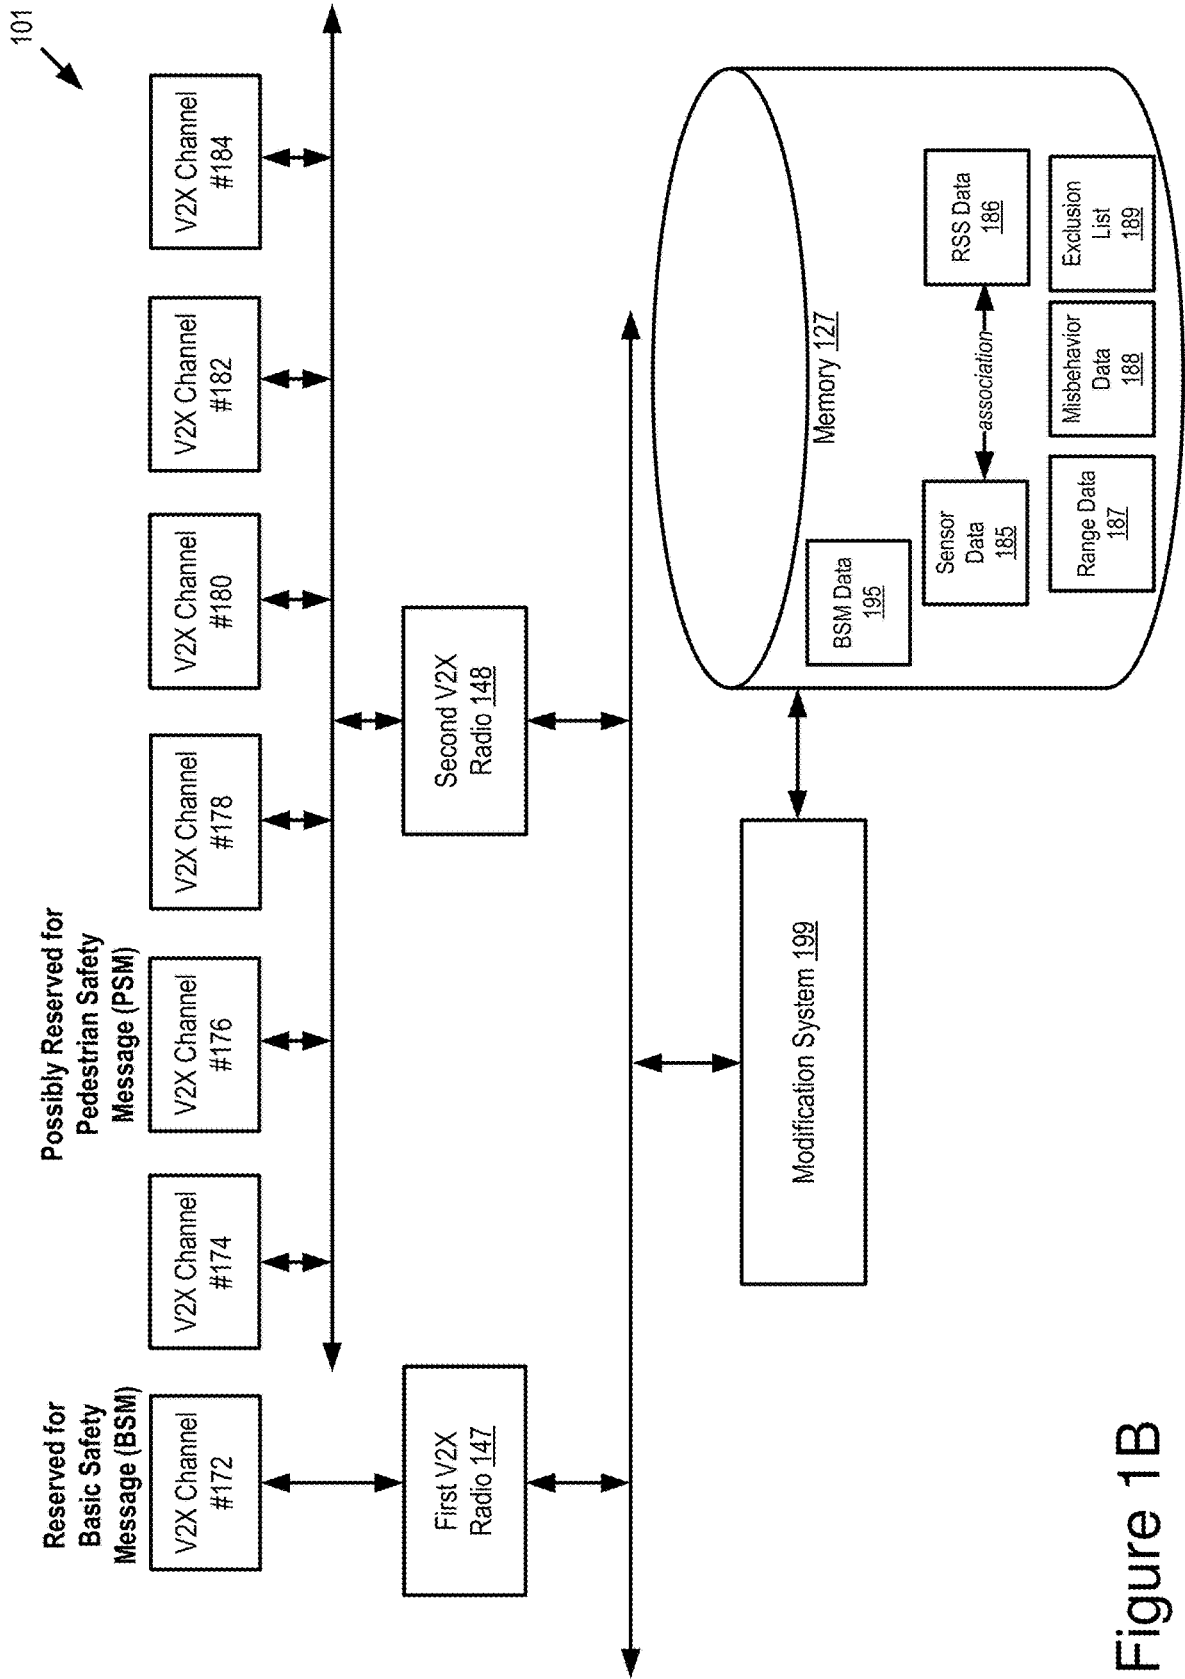 101
Reserved for
Basic Safety
Message (BSM)
Possibly Reserved for
Pedestrian Safety
Message (PSM)
V2X Channel
#172
V2X Channel
#174
V2X Channel
#176
V2X Channel
#178
V2X Channel
#180
V2X Channel
#182
V2X Channel
#184
First V2X
Radio 147
Second V2X
Radio 148
Modification System 199
Memory 127
BSM Data
195
Sensor
Data
185
association
RSS Data
186
Range Data
187
Misbehavior
Data
188
Exclusion
List
189
Figure 1B